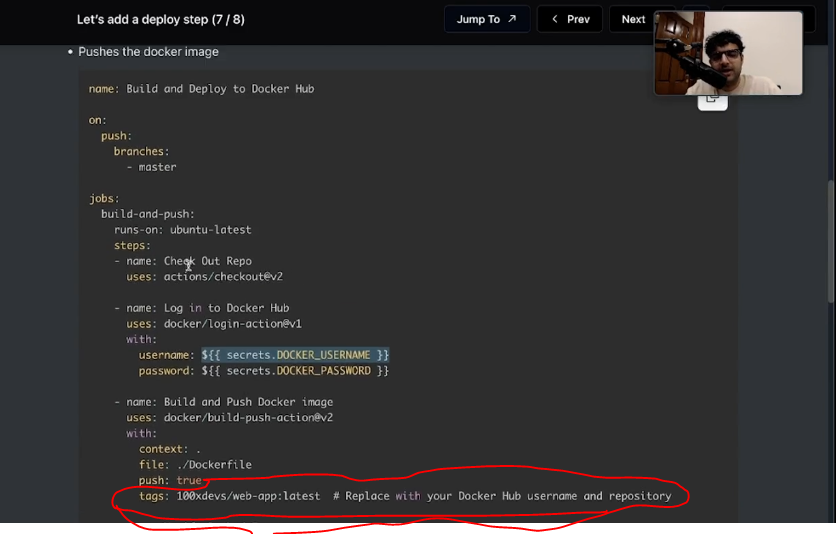 Let's add a deploy step (7 / 8)
Jump To ↗
< Prev
Next
• Pushes the docker image
name: Build and Deploy to Docker Hub
on:
  push:
    branches:
      - master
jobs:
  build-and-push:
    runs-on: ubuntu-latest
    steps:
    - name: Check Out Repo
      uses: actions/checkout@v2
    - name: Log in to Docker Hub
      uses: docker/login-action@v1
      with:
        username: ${{ secrets.DOCKER_USERNAME }}
        password: ${{ secrets.DOCKER_PASSWORD }}
    - name: Build and Push Docker image
      uses: docker/build-push-action@v2
      with:
        context: .
        file: ./Dockerfile
        push: true
        tags: 100xdevs/web-app:latest  # Replace with your Docker Hub username and repository